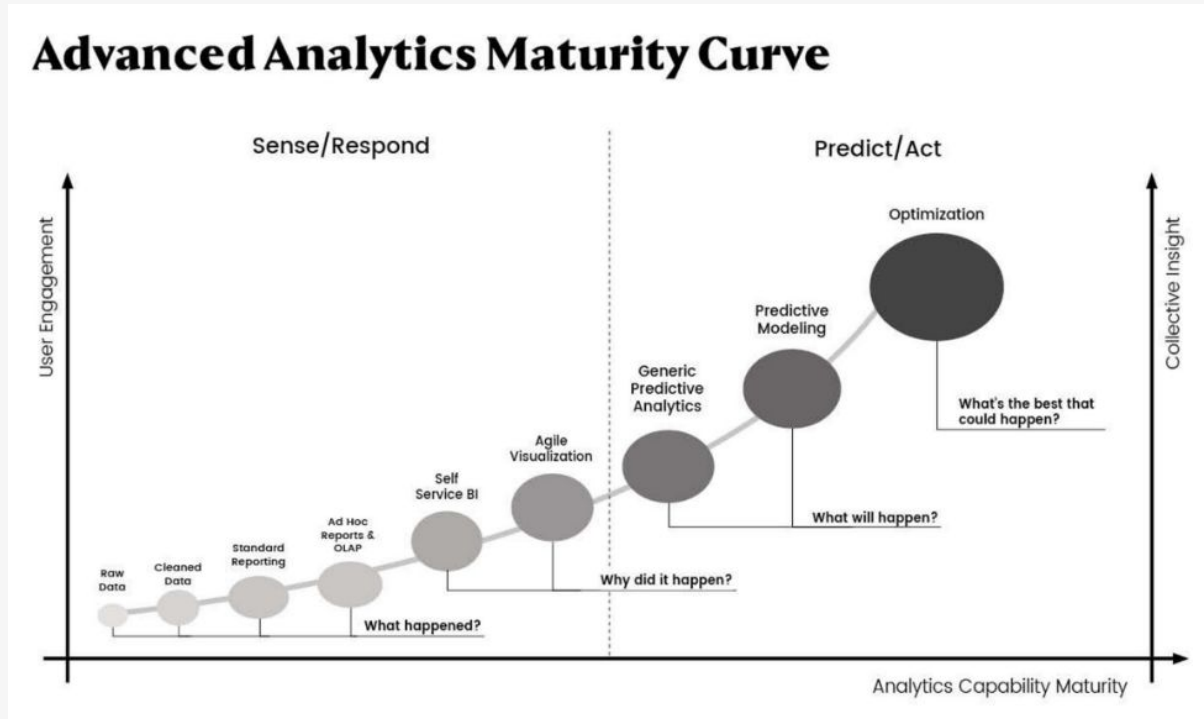 Advanced Analytics Maturity Curve
Sense/Respond
Predict/Act
User Engagement
Collective Insight
Raw
Data
Cleaned
Data
Standard
Reporting
Ad Hoc
Reports &
OLAP
Self
Service BI
Agile
Visualization
Generic
Predictive
Analytics
Predictive
Modeling
Optimization
What happened?
Why did it happen?
What will happen?
What's the best that
could happen?
Analytics Capability Maturity